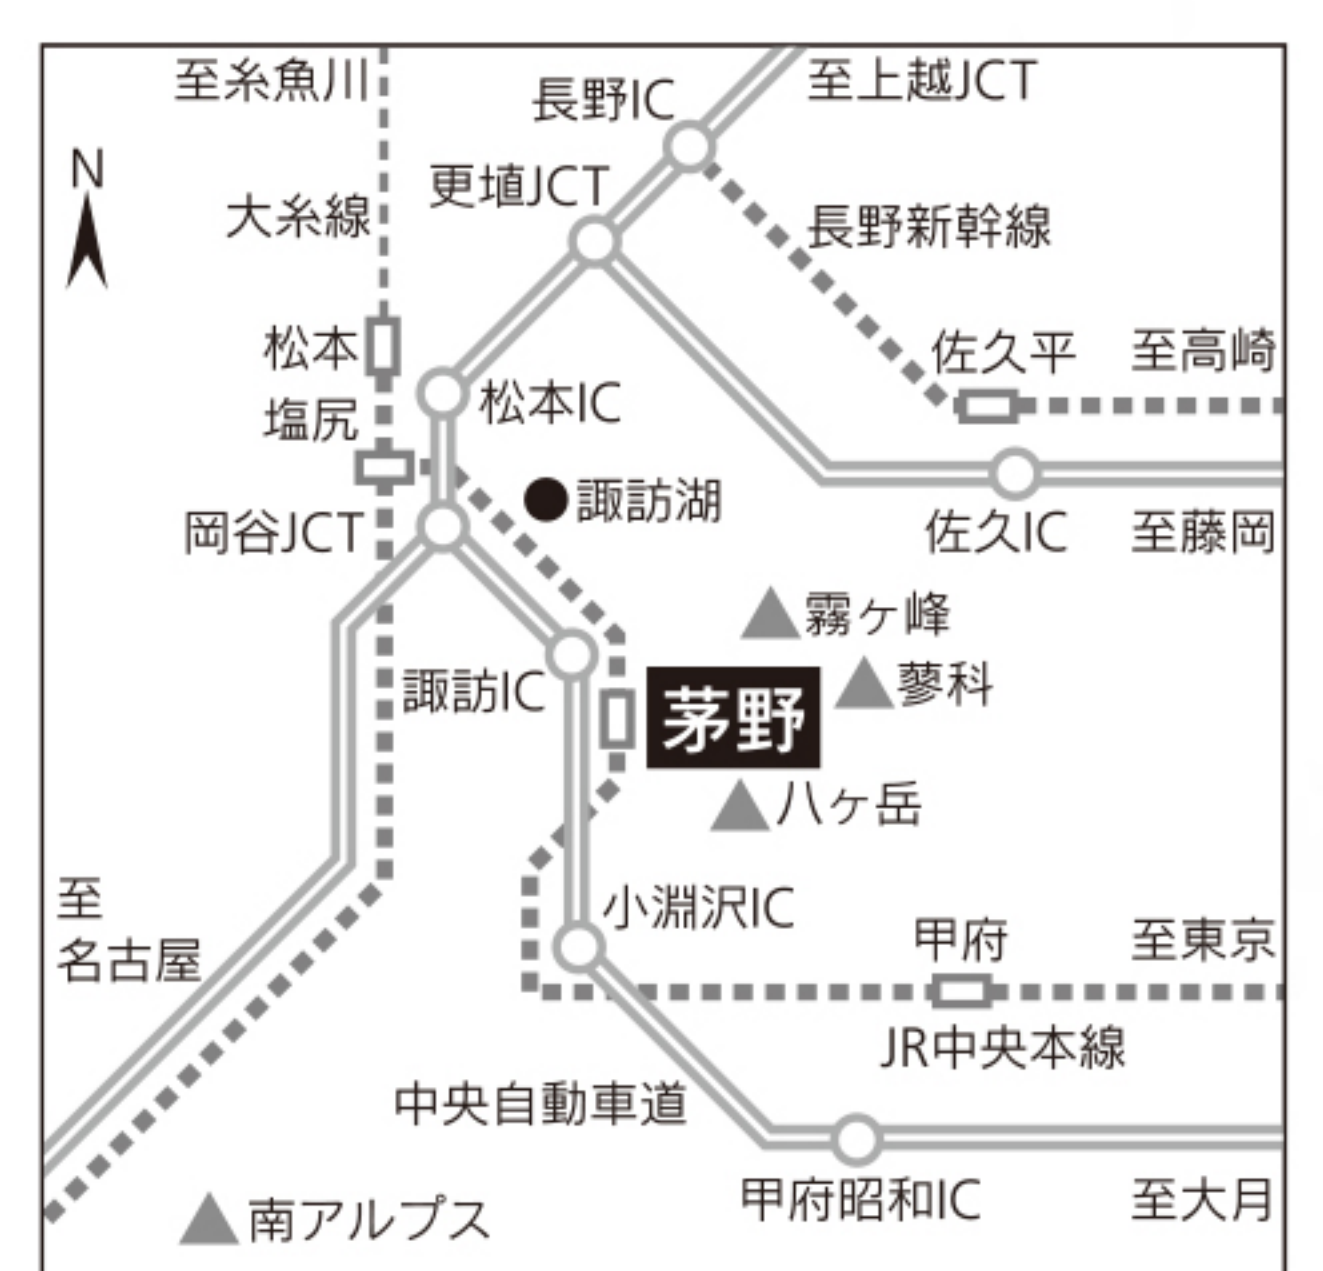 至糸魚川
長野IC
至上越JCT
N
更埴JCT
大糸線
長野新幹線
松本
佐久平
至高崎
松本IC
塩尻
諏訪湖
岡谷JCT
佐久IC
至藤岡
霧ヶ峰
諏訪IC
蓼科
茅野
八ヶ岳
至
名古屋
小淵沢IC
甲府
至東京
JR中央本線
中央自動車道
甲府昭和IC
至大月
南アルプス